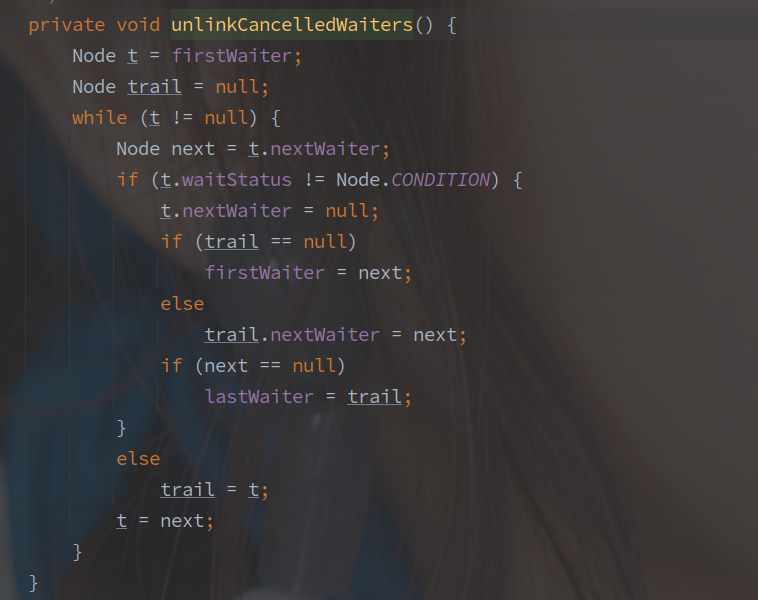 private void unlinkCancelledWaiters() {
Node t = firstWaiter;
Node trail = null;
while (t != null) {
Node next = t.nextWaiter;
if (t.waitStatus != Node.CONDITION) {
t.nextWaiter = null;
if (trail == null)
firstWaiter = next;
else
trail.nextWaiter = next;
if (next == null)
lastWaiter = trail;
}
else
trail = t;
t = next;
}
}